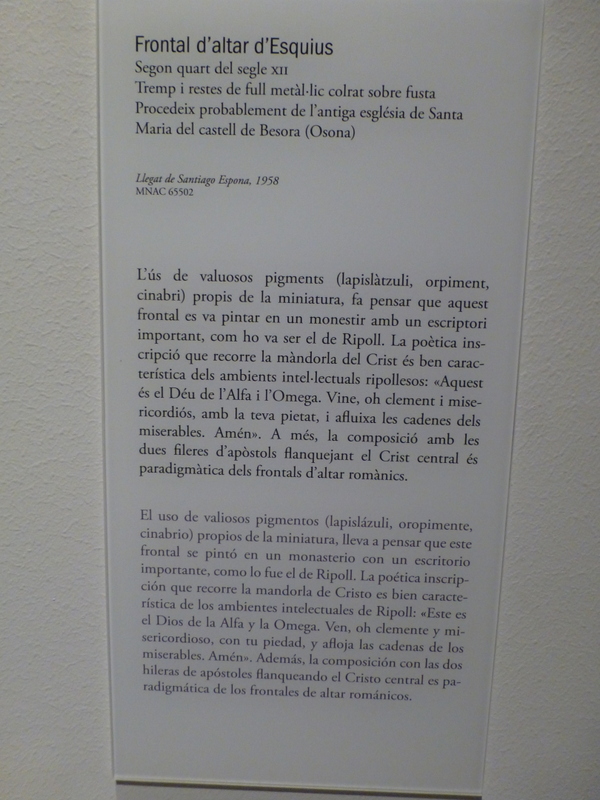 Frontal d'altar d'Esquius
Segon quart del segle XII
Tremp i restes de full metàl·lic colrat sobre fusta
Procedeix probablement de l'antiga església de Santa
Maria del castell de Besora (Osona)
Llegat de Santiago Espona, 1958
MNAC 65502
L'ús de valuosos pigments (lapislàtzuli, orpiment,
cinabri) propis de la miniatura, fa pensar que aquest
frontal es va pintar en un monestir amb un escriptori
important, com ho va ser el de Ripoll. La poètica ins-
cripció que recorre la màndorla del Crist és ben carac-
terística dels ambients intel·lectuals ripollesos: «Aquest
és el Déu de l'Alfa i l'Omega. Vine, oh clement i mise-
ricordiós, amb la teva pietat, i afluixa les cadenes dels
miserables. Amén». A més, la composició amb les
dues fileres d'apòstols flanquejant el Crist central és
paradigmàtica dels frontals d'altar romànics.
El uso de valiosos pigmentos (lapislázuli, oropimente,
cinabrio) propios de la miniatura, lleva a pensar que este
frontal se pintó en un monasterio con un escritorio
importante, como lo fue el de Ripoll. La poética inscrip-
ción que recorre la mandorla de Cristo es bien caracte-
rística de los ambientes intelectuales de Ripoll: «Este es
el Dios de la Alfa y la Omega. Ven, oh clemente y mi-
sericordioso, con tu piedad, y afloja las cadenas de los
miserables. Amén». Además, la composición con las dos
hileras de apóstoles flanqueando el Cristo central es pa-
radigmática de los frontales de altar románicos.